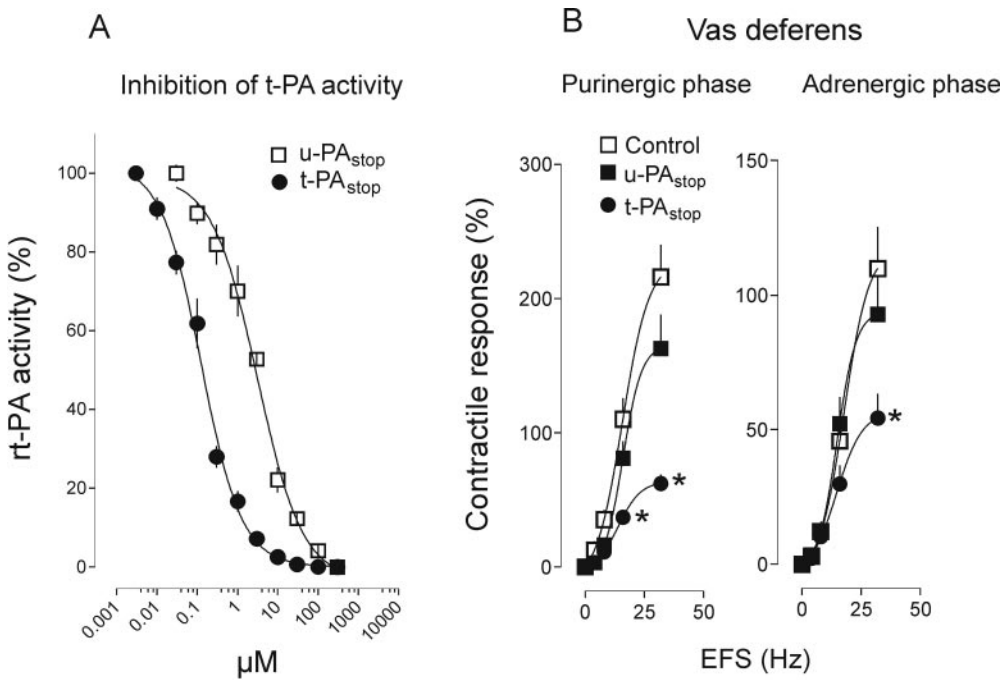 A
Inhibition of t-PA activity
u-PAstop
t-PAstop
rt-PA activity (%)
100
80
60
40
20
0
0.001
0.01
0.1
1
10
100
1000
10000
µM
B
Vas deferens
Purinergic phase
Adrenergic phase
Control
u-PAstop
t-PAstop
Contractile response (%)
300
200
100
0
*
*
0 25 50
150
100
50
0
*
0 25 50
EFS (Hz)